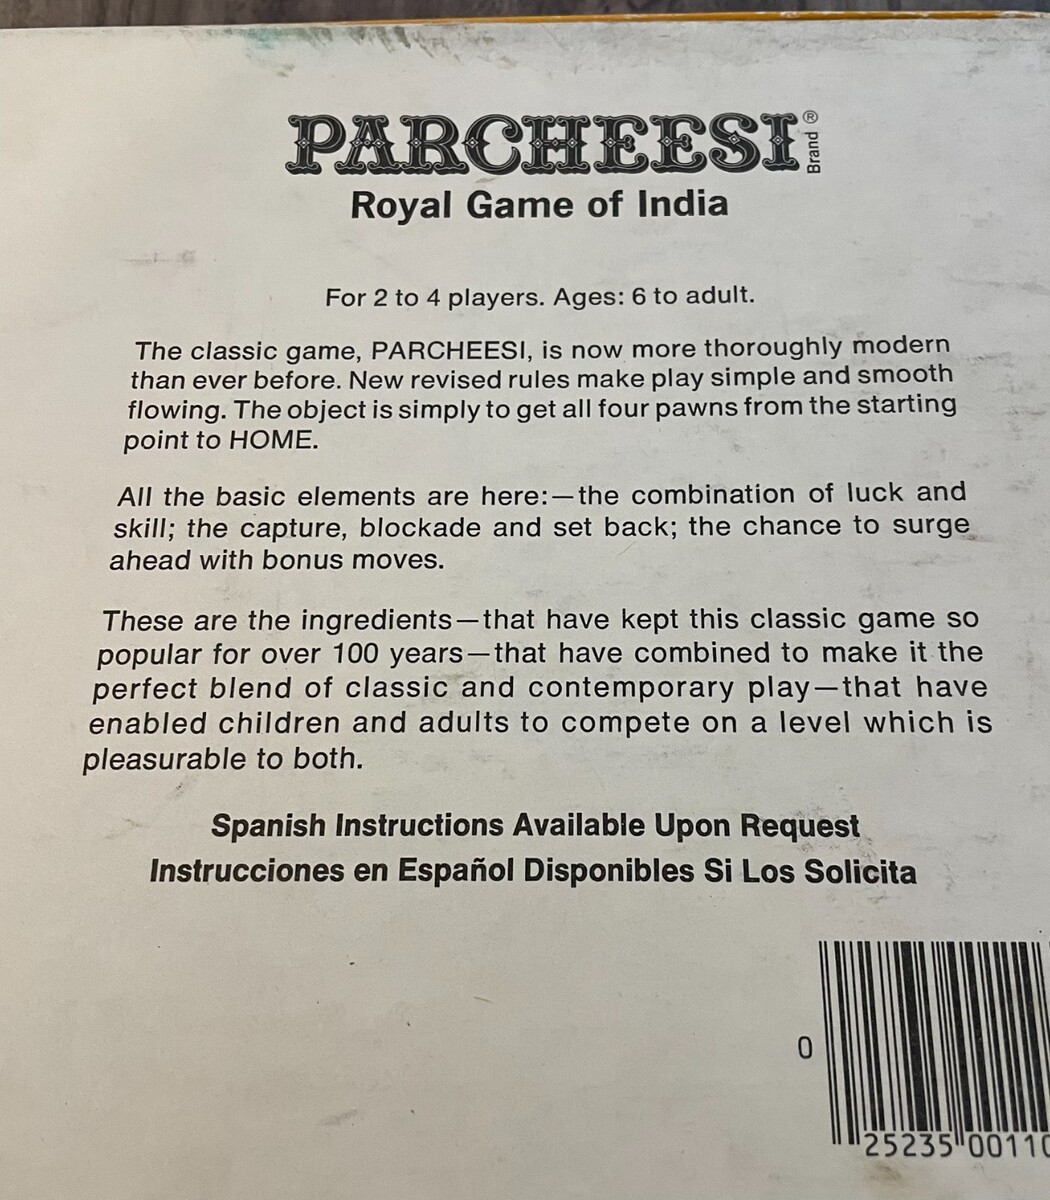 PARCHEESI Brand ®
Royal Game of India
For 2 to 4 players. Ages: 6 to adult.
The classic game, PARCHEESI, is now more thoroughly modern
than ever before. New revised rules make play simple and smooth
flowing. The object is simply to get all four pawns from the starting
point to HOME.
All the basic elements are here:—the combination of luck and
skill; the capture, blockade and set back; the chance to surge
ahead with bonus moves.
These are the ingredients—that have kept this classic game so
popular for over 100 years—that have combined to make it the
perfect blend of classic and contemporary play—that have
enabled children and adults to compete on a level which is
pleasurable to both.
Spanish Instructions Available Upon Request
Instrucciones en Español Disponibles Si Los Solicita
0 25235 00110